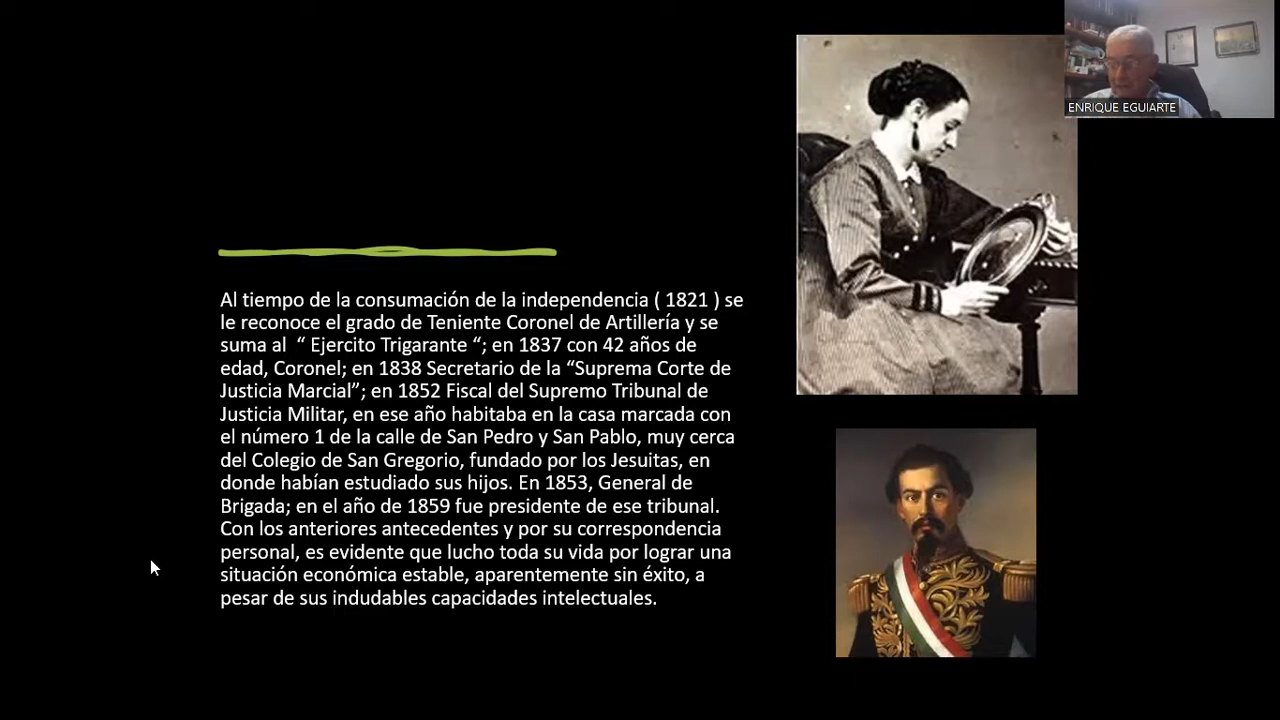 ENRIQUE EGUIARTE
Al tiempo de la consumación de la independencia ( 1821 ) se
le reconoce el grado de Teniente Coronel de Artillería y se
suma al  “ Ejercito Trigarante “; en 1837 con 42 años de
edad, Coronel; en 1838 Secretario de la “Suprema Corte de
Justicia Marcial”; en 1852 Fiscal del Supremo Tribunal de
Justicia Militar, en ese año habitaba en la casa marcada con
el número 1 de la calle de San Pedro y San Pablo, muy cerca
del Colegio de San Gregorio, fundado por los Jesuitas, en
donde habían estudiado sus hijos. En 1853, General de
Brigada; en el año de 1859 fue presidente de ese tribunal.
Con los anteriores antecedentes y por su correspondencia
personal, es evidente que lucho toda su vida por lograr una
situación económica estable, aparentemente sin éxito, a
pesar de sus indudables capacidades intelectuales.